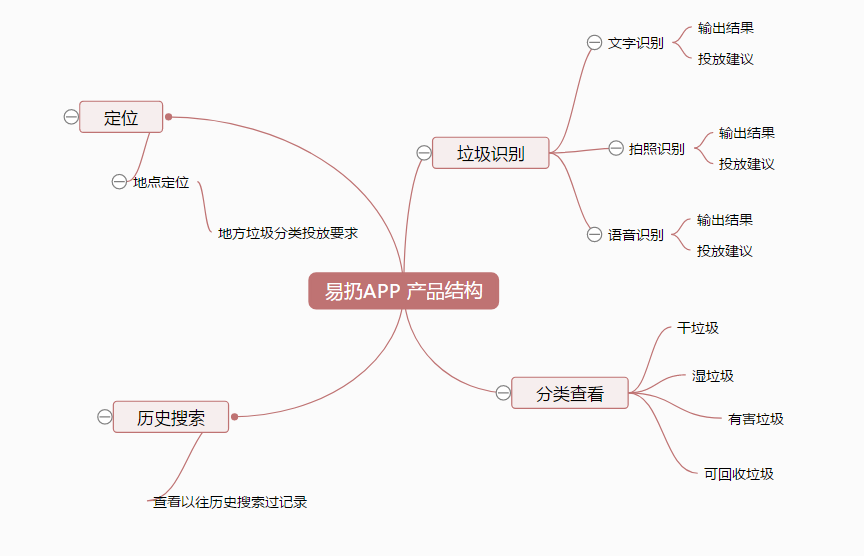 易扔APP 产品结构
垃圾识别
文字识别
输出结果
投放建议
拍照识别
输出结果
投放建议
语音识别
输出结果
投放建议
分类查看
干垃圾
湿垃圾
有害垃圾
可回收垃圾
定位
地点定位
地方垃圾分类投放要求
历史搜索
查看以往历史搜索过记录